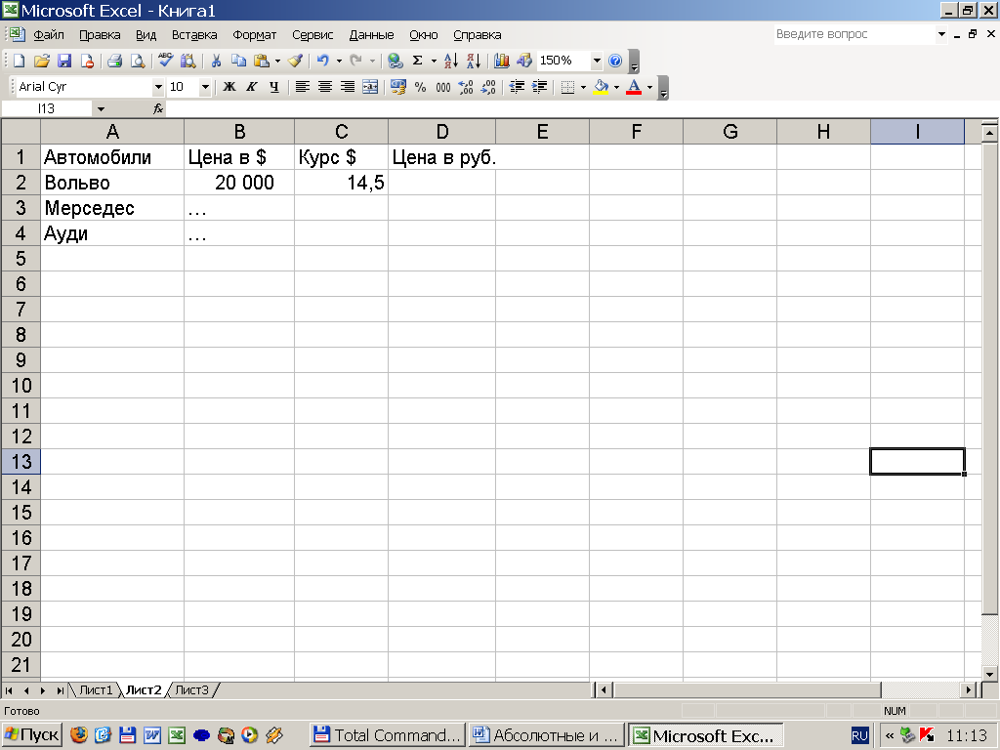 Microsoft Excel - Книга1
Файл Правка Вид Вставка Формат Сервис Данные Окно Справка Введите вопрос
150%
Arial Cyr 10 Ж К Ч % 000
I13 fx
A B C D E F G H I
1 Автомобили Цена в $ Курс $ Цена в руб.
2 Вольво 20 000 14,5
3 Мерседес ...
4 Ауди ...
5
6
7
8
9
10
11
12
13
14
15
16
17
18
19
20
21
Лист1 Лист2 Лист3
Готово NUM
Пуск Total Command... Абсолютные и ... Microsoft Exc... RU « 11:13